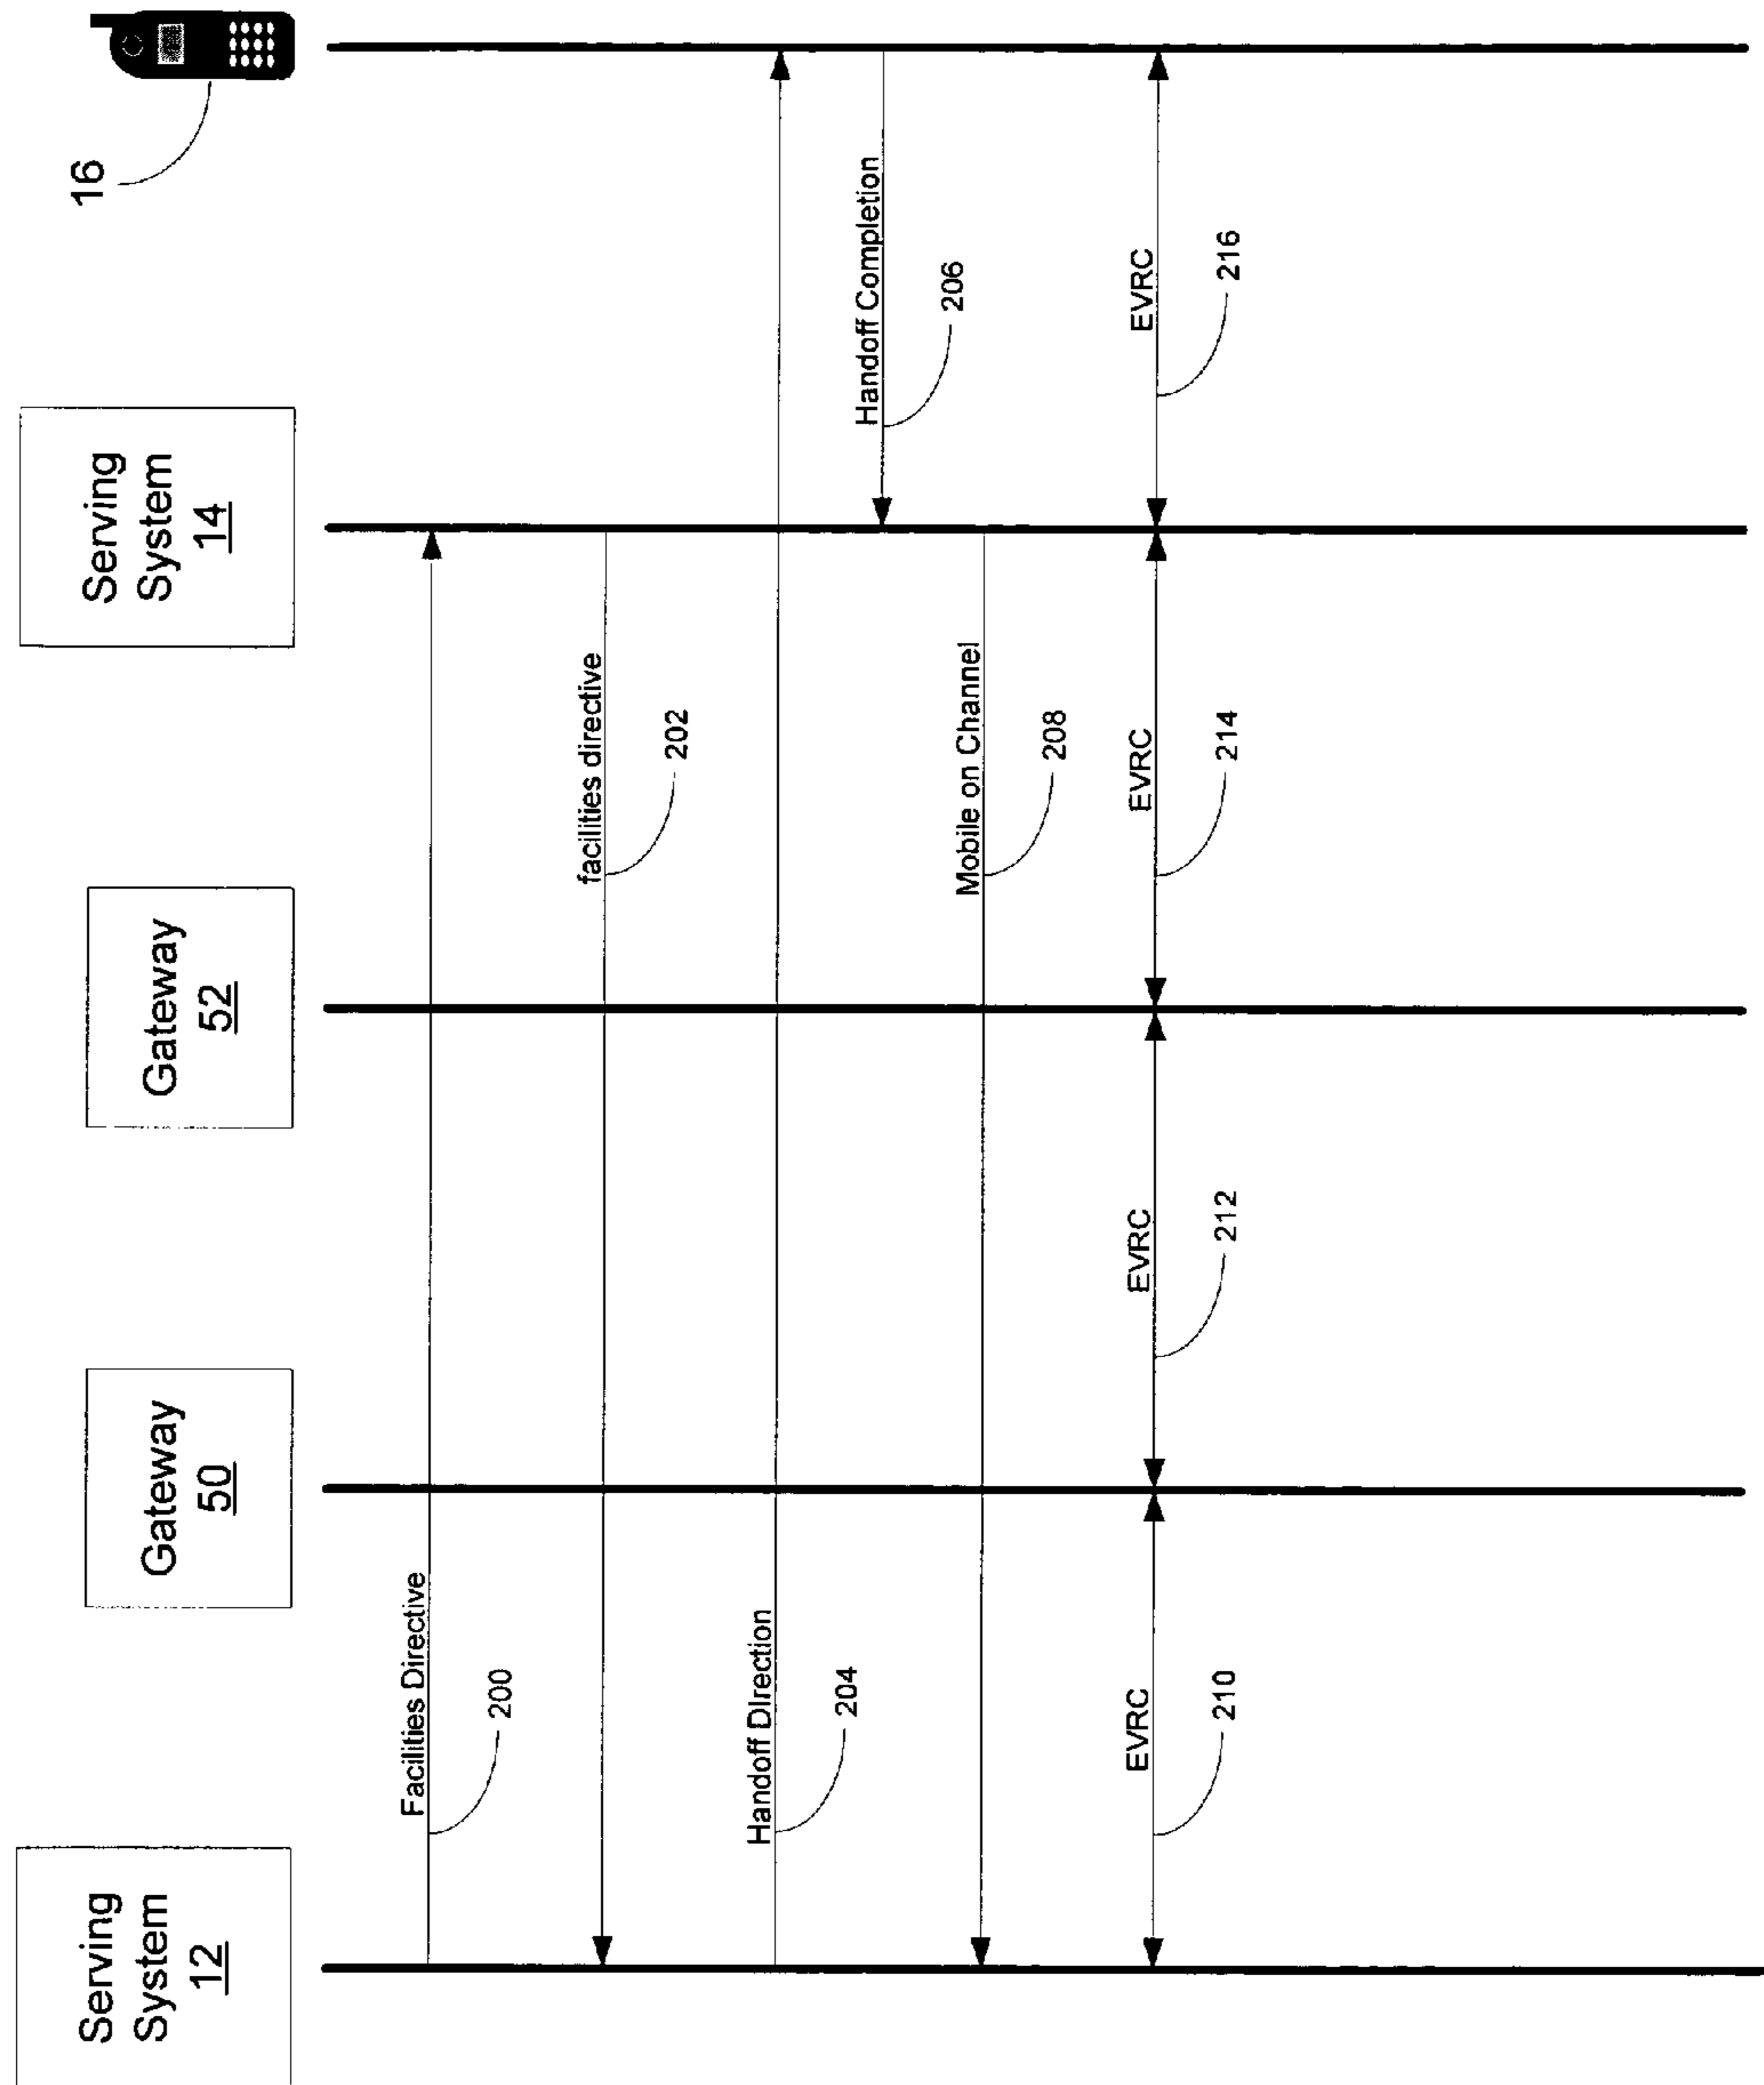 Serving
System
12
Gateway
50
Gateway
52
Serving
System
14
16
Facilities Directive
200
facilities directive
202
Handoff Direction
204
Handoff Completion
206
Mobile on Channel
208
EVRC
210
EVRC
212
EVRC
214
EVRC
216